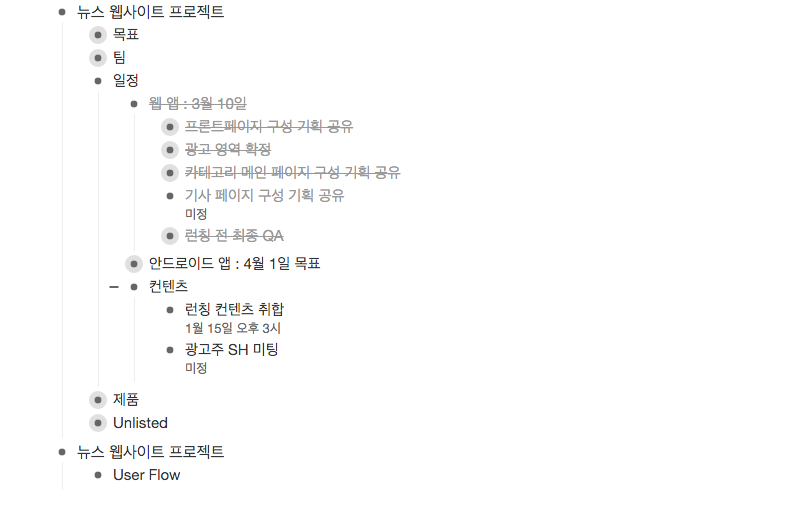 뉴스 웹사이트 프로젝트
목표
팀
일정
웹 앱 : 3월 10일
프론트페이지 구성 기획 공유
광고 영역 확정
카테고리 메인 페이지 구성 기획 공유
기사 페이지 구성 기획 공유
미정
런칭 전 최종 QA
안드로이드 앱 : 4월 1일 목표
컨텐츠
런칭 컨텐츠 취합
1월 15일 오후 3시
광고주 SH 미팅
미정
제품
Unlisted
뉴스 웹사이트 프로젝트
User Flow